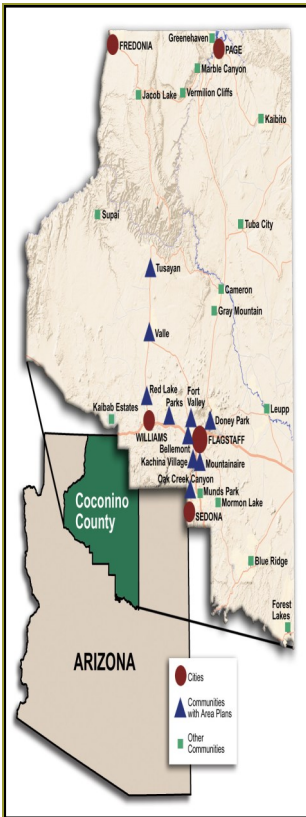 Greenehaven
FREDONIA
PAGE
Marble Canyon
Jacob Lake
Vermilion Cliffs
Kaibito
Supai
Tuba City
Tusayan
Cameron
Gray Mountain
Valle
Red Lake
Parks
Fort
Valley
Leupp
Kaibab Estates
Doney Park
WILLIAMS
FLAGSTAFF
Bellemont
Kachina Village
Mountainaire
Oak Creek Canyon
Munds Park
Mormon Lake
SEDONA
Blue Ridge
Forest
Lakes
Coconino
County
ARIZONA
Cities
Communities
with Area Plans
Other
Communities